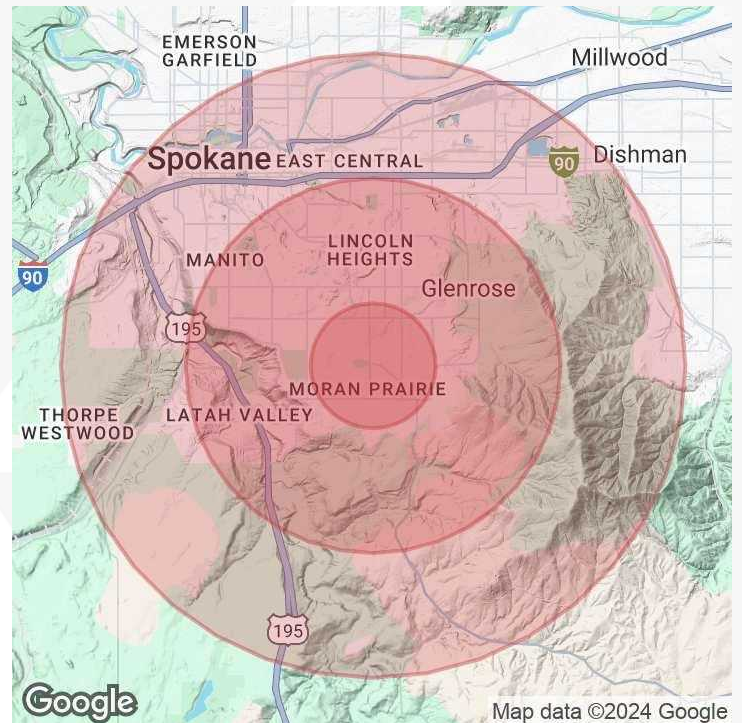 EMERSON
GARFIELD
Millwood
Spokane
EAST CENTRAL
90
Dishman
MANITO
LINCOLN
HEIGHTS
90
Glenrose
195
MORAN PRAIRIE
THORPE
WESTWOOD
LATAH VALLEY
195
Google
Map data ©2024 Google